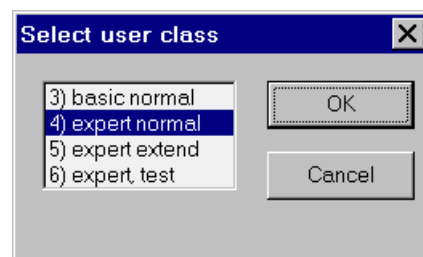 Select user class
3) basic normal
4) expert normal
5) expert extend
6) expert, test
OK
Cancel